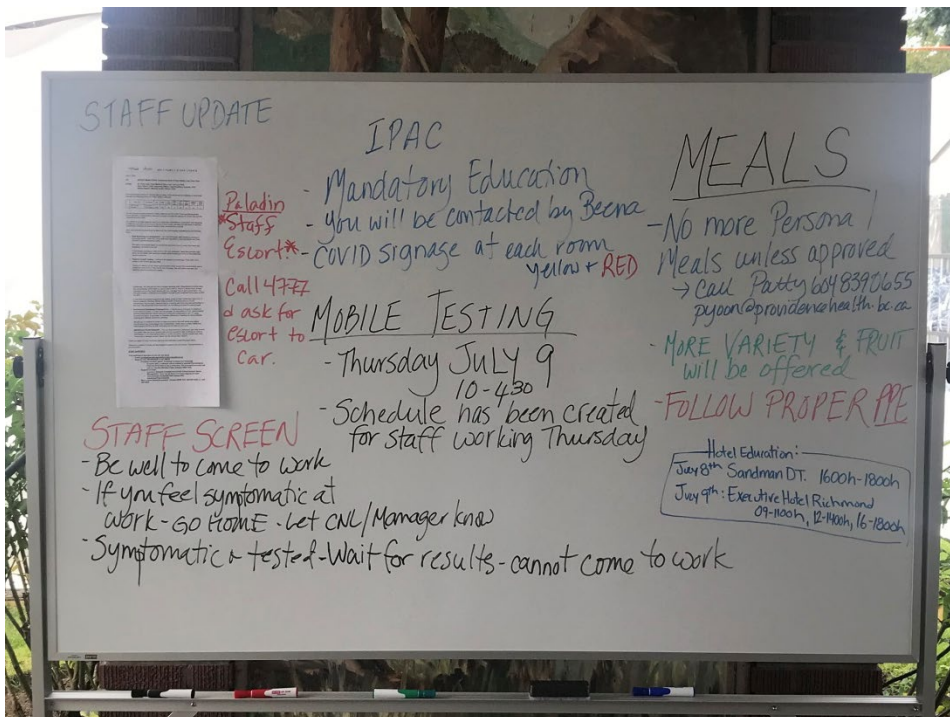 STAFF UPDATE
Paladin
*Staff
Escort*
Call 4777
& ask for
escort to
car.
IPAC
- Mandatory Education
- you will be contacted by Beena
- COVID signage at each room
yellow + RED
MOBILE TESTING
- Thursday JULY 9
10-430
- Schedule has been created
for staff working Thursday
MEALS
- No more Personal
Meals unless approved
→ Call Patty 604 8390655
pyoon@providencehealth.bc.ca
- MORE VARIETY & FRUIT
will be offered
- FOLLOW PROPER PPE
Hotel Education:
July 8th Sandman DT. 1600h-1800h
July 9th: Executive Hotel Richmond
09-1100h, 12-1400h, 16-1800h
STAFF SCREEN
- Be well to come to work
- If you feel symptomatic at
work - GO HOME - Let CNL/Manager know
- Symptomatic & tested - Wait for results - cannot come to work